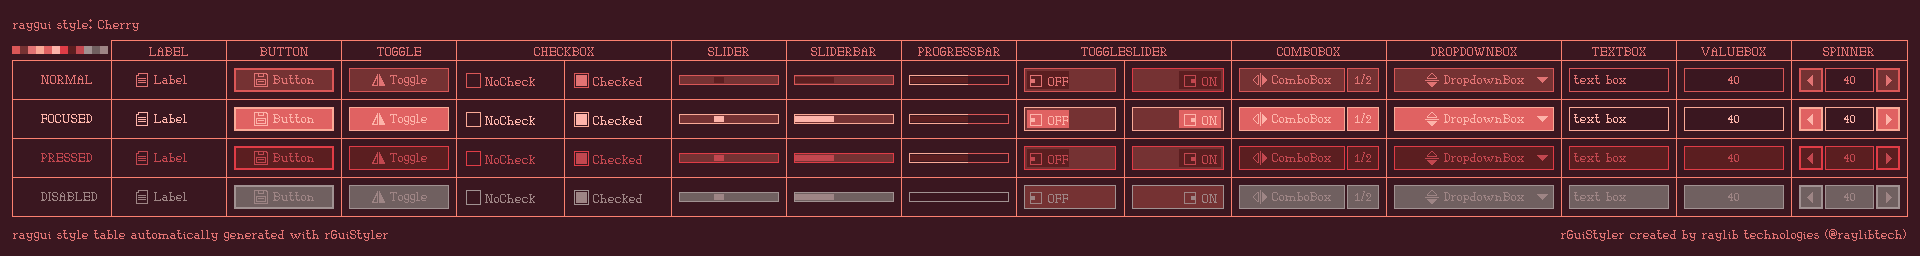 raygui style: Cherry
LABEL BUTTON TOGGLE CHECKBOX SLIDER SLIDERBAR PROGRESSBAR TOGGLESLIDER COMBOBOX DROPDOWNBOX TEXTBOX VALUEBOX SPINNER
NORMAL Label Button Toggle NoCheck Checked OFF ON ComboBox 1/2 DropdownBox text box 40 40
FOCUSED Label Button Toggle NoCheck Checked OFF ON ComboBox 1/2 DropdownBox text box 40 40
PRESSED Label Button Toggle NoCheck Checked OFF ON ComboBox 1/2 DropdownBox text box 40 40
DISABLED Label Button Toggle NoCheck Checked OFF ON ComboBox 1/2 DropdownBox text box 40 40
raygui style table automatically generated with rGuiStyler
rGuiStyler created by raylib technologies (@raylibtech)